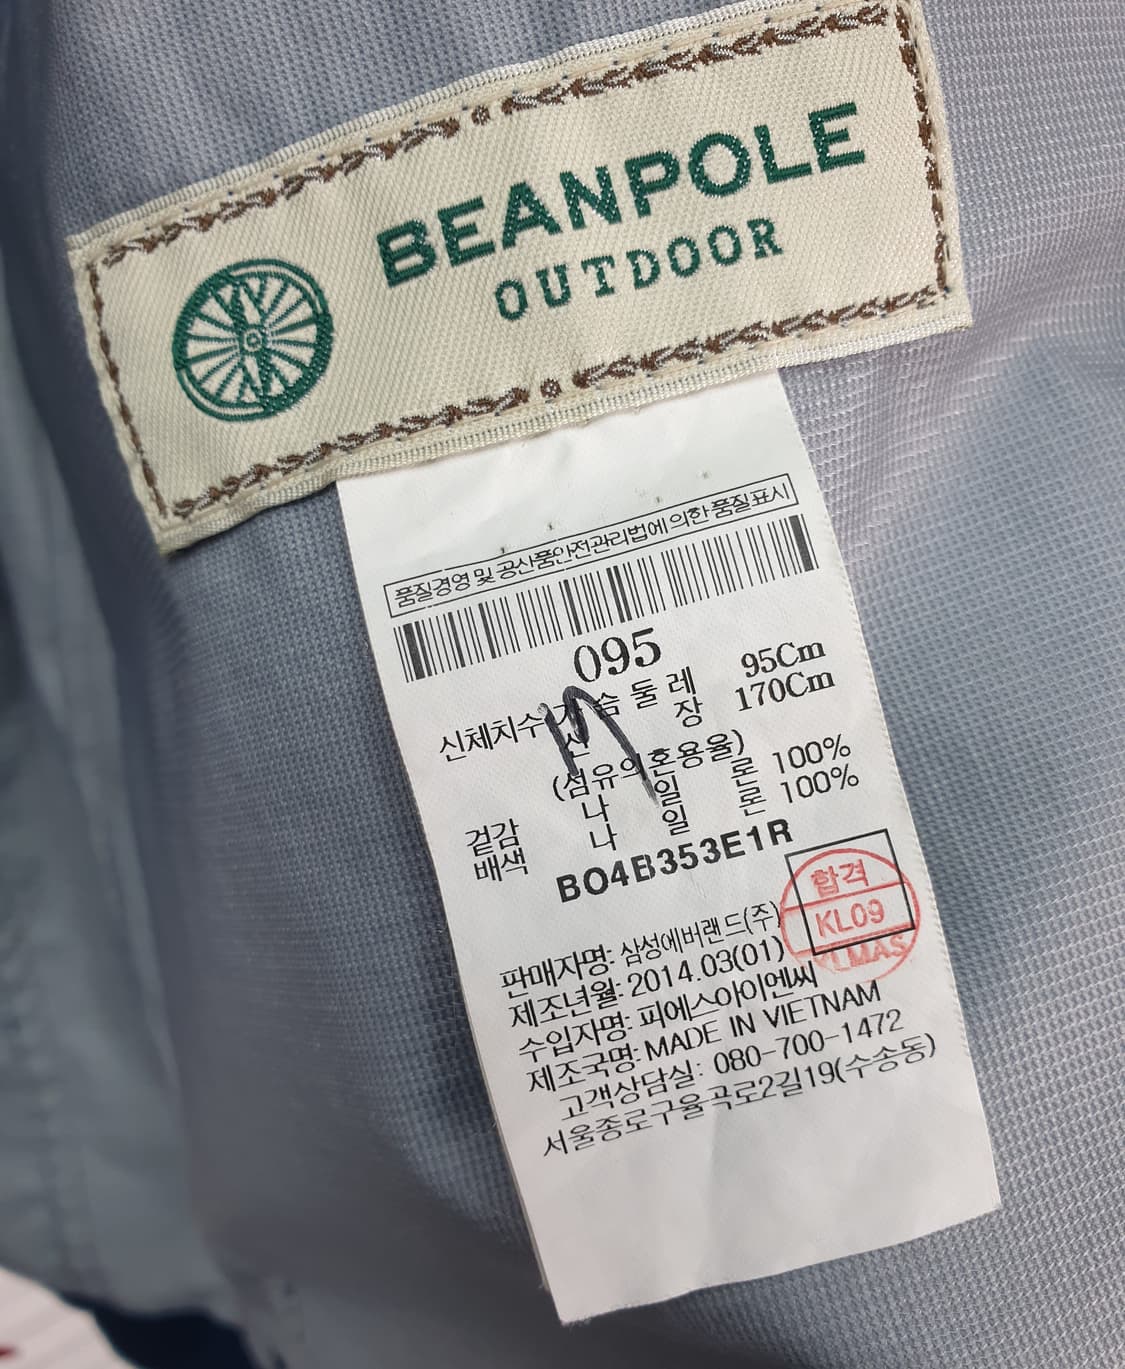 BEANPOLE
OUTDOOR
품질경영 및 공산품안전관리법에 의한 품질표시
095
신체치수 가슴둘레 95Cm
신 장 170Cm
(섬유의혼용율)
겉감 나 일 론 100%
배색 나 일 론 100%
BO4B353E1R
합격
KL09
판매자명: 삼성에버랜드(주)
제조년월: 2014.03(01)
수입자명: 피에스아이엔씨
제조국명: MADE IN VIETNAM
고객상담실: 080-700-1472
서울종로구율곡로2길19(수송동)